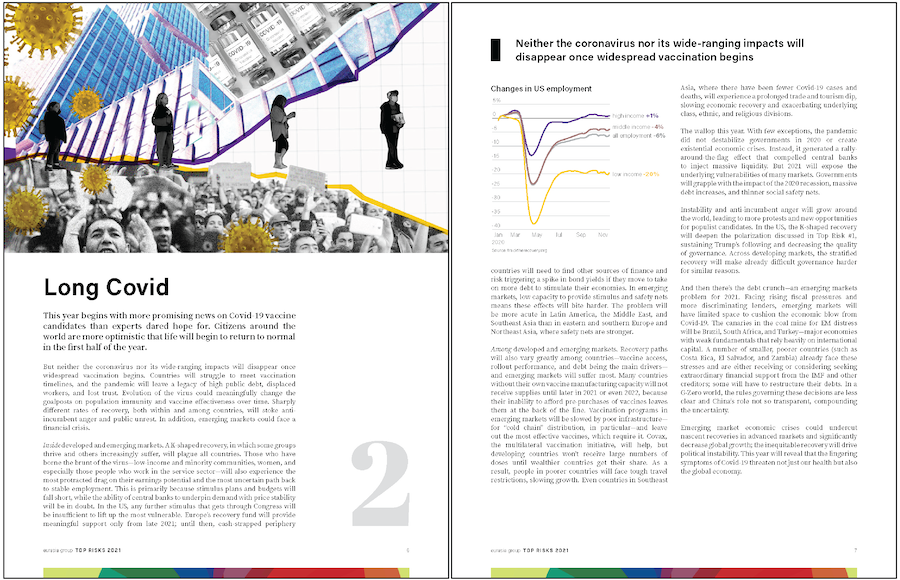 COVID-19
Long Covid
This year begins with more promising news on Covid-19 vaccine
candidates than experts dared hope for. Citizens around the
world are more optimistic that life will begin to return to normal
in the first half of the year.
But neither the coronavirus nor its wide-ranging impacts will disappear once
widespread vaccination begins. Countries will struggle to meet vaccination
timelines, and the pandemic will leave a legacy of high public debt, displaced
workers, and lost trust. Evolution of the virus could meaningfully change the
goalposts on population immunity and vaccine effectiveness over time. Sharply
different rates of recovery, both within and among countries, will stoke anti-
incumbent anger and public unrest. In addition, emerging markets could face a
financial crisis.
Inside developed and emerging markets. A K-shaped recovery, in which some groups
thrive and others increasingly suffer, will plague all countries. Those who have
borne the brunt of the virus—low-income and minority communities, women, and
especially those people who work in the service sector—will also experience the
most protracted drag on their earnings potential and the most uncertain path back
to stable employment. This is primarily because stimulus plans and budgets will
fall short, while the ability of central banks to underpin demand with price stability
will be in doubt. In the US, any further stimulus that gets through Congress will
be insufficient to lift up the most vulnerable. Europe's recovery fund will provide
meaningful support only from late 2021; until then, cash-strapped periphery
2
eurasia group TOP RISKS 2021
6
Neither the coronavirus nor its wide-ranging impacts will
disappear once widespread vaccination begins
Changes in US employment
5%
0
-5
-10
-15
-20
-25
-30
-35
-40
high income +1%
middle income -4%
all employment -6%
low income -20%
Jan Mar May Jul Sep Nov
2020
countries will need to find other sources of finance and
risk triggering a spike in bond yields if they move to take
on more debt to stimulate their economies. In emerging
markets, low capacity to provide stimulus and safety nets
means these effects will bite harder. The problem will
be more acute in Latin America, the Middle East, and
Southeast Asia than in eastern and southern Europe and
Northeast Asia, where safety nets are stronger.
Among developed and emerging markets. Recovery paths
will also vary greatly among countries—vaccine access,
rollout performance, and debt being the main drivers—
and emerging markets will suffer most. Many countries
without their own vaccine manufacturing capacity will not
receive supplies until later in 2021 or even 2022, because
their inability to afford pre-purchases of vaccines leaves
them at the back of the line. Vaccination programs in
emerging markets will be slowed by poor infrastructure—
for "cold chain" distribution, in particular—and leave
out the most effective vaccines, which require it. Covax,
the multilateral vaccination initiative, will help, but
developing countries won't receive large numbers of
doses until wealthier countries get their share. As a
result, people in poorer countries will face tough travel
restrictions, slowing growth. Even countries in Southeast
Asia, where there have been fewer Covid-19 cases and
deaths, will experience a prolonged trade and tourism dip,
slowing economic recovery and exacerbating underlying
class, ethnic, and religious divisions.
The wallop this year. With few exceptions, the pandemic
did not destabilize governments in 2020 or create
existential economic crises. Instead, it generated a rally-
around-the-flag effect that compelled central banks
to inject massive liquidity. But 2021 will expose the
underlying vulnerabilities of many markets. Governments
will grapple with the impact of the 2020 recession, massive
debt increases, and thinner social safety nets.
Instability and anti-incumbent anger will grow around
the world, leading to more protests and new opportunities
for populist candidates. In the US, the K-shaped recovery
will deepen the polarization discussed in Top Risk #1,
sustaining Trump's following and decreasing the quality
of governance. Across developing markets, the stratified
recovery will make already difficult governance harder
for similar reasons.
And then there's the debt crunch—an emerging markets
problem for 2021. Facing rising fiscal pressures and
more discriminating lenders, emerging markets will
have limited space to cushion the economic blow from
Covid-19. The canaries in the coal mine for EM distress
will be Brazil, South Africa, and Turkey—major economies
with weak fundamentals that rely heavily on international
capital. A number of smaller, poorer countries (such as
Costa Rica, El Salvador, and Zambia) already face these
stresses and are either receiving or considering seeking
extraordinary financial support from the IMF and other
creditors; some will have to restructure their debts. In a
G-Zero world, the rules governing these decisions are less
clear and China's role not so transparent, compounding
the uncertainty.
Emerging market economic crises could undercut
nascent recoveries in advanced markets and significantly
decrease global growth; the inequitable recovery will drive
political instability. This year will reveal that the lingering
symptoms of Covid-19 threaten not just our health but also
the global economy.
eurasia group TOP RISKS 2021
7